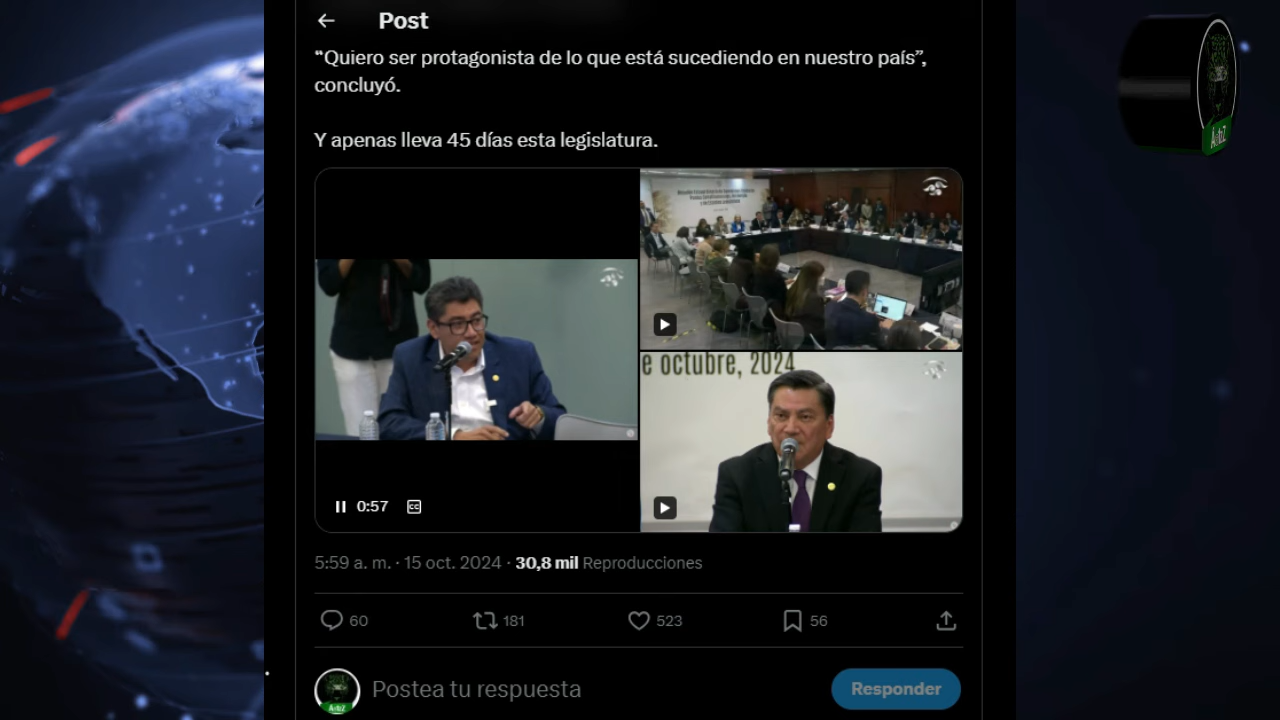 Post
“Quiero ser protagonista de lo que está sucediendo en nuestro país”,
concluyó.
Y apenas lleva 45 días esta legislatura.
e octubre, 2024
0:57
CC
5:59 a. m. · 15 oct. 2024 · 30,8 mil Reproducciones
60
181
523
56
Postea tu respuesta
Responder